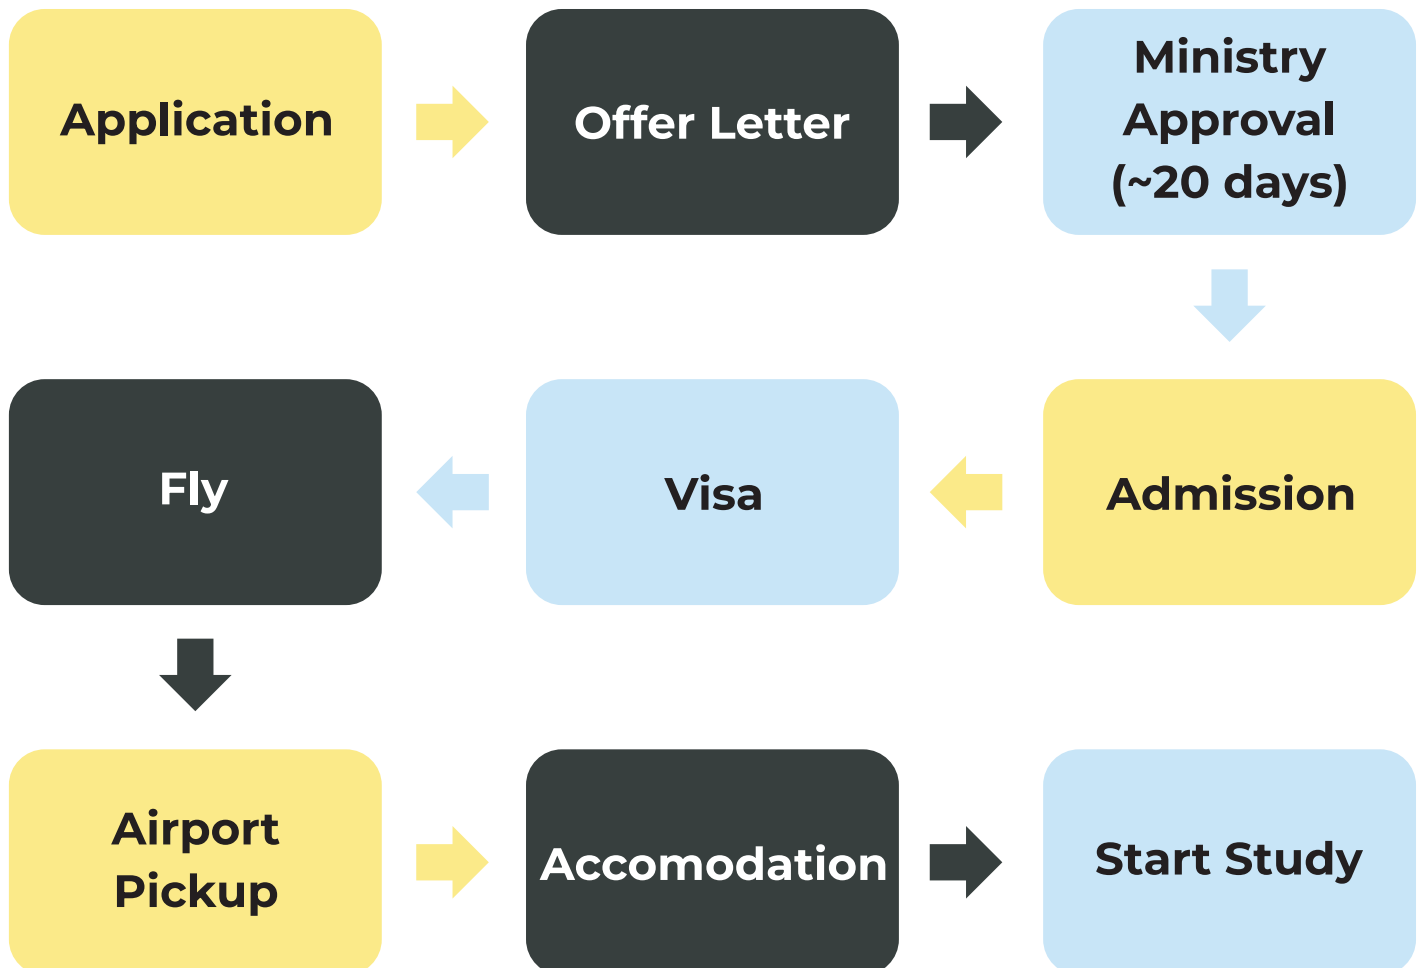 Application
Offer Letter
Ministry
Approval
(~20 days)
Admission
Visa
Fly
Airport
Pickup
Accomodation
Start Study